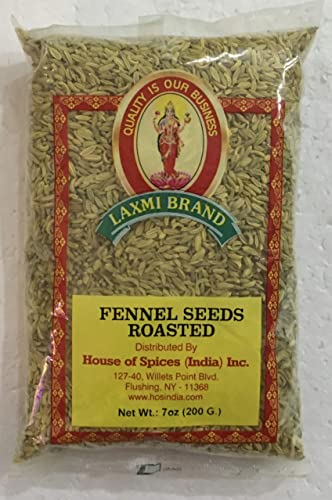 QUALITY IS OUR BUSINESS
LAXMI BRAND
FENNEL SEEDS
ROASTED
Distributed By
House of Spices (India) Inc.
127-40, Willets Point Blvd.
Flushing, NY - 11368
www.hosindia.com
Net Wt.: 7oz (200 G.)